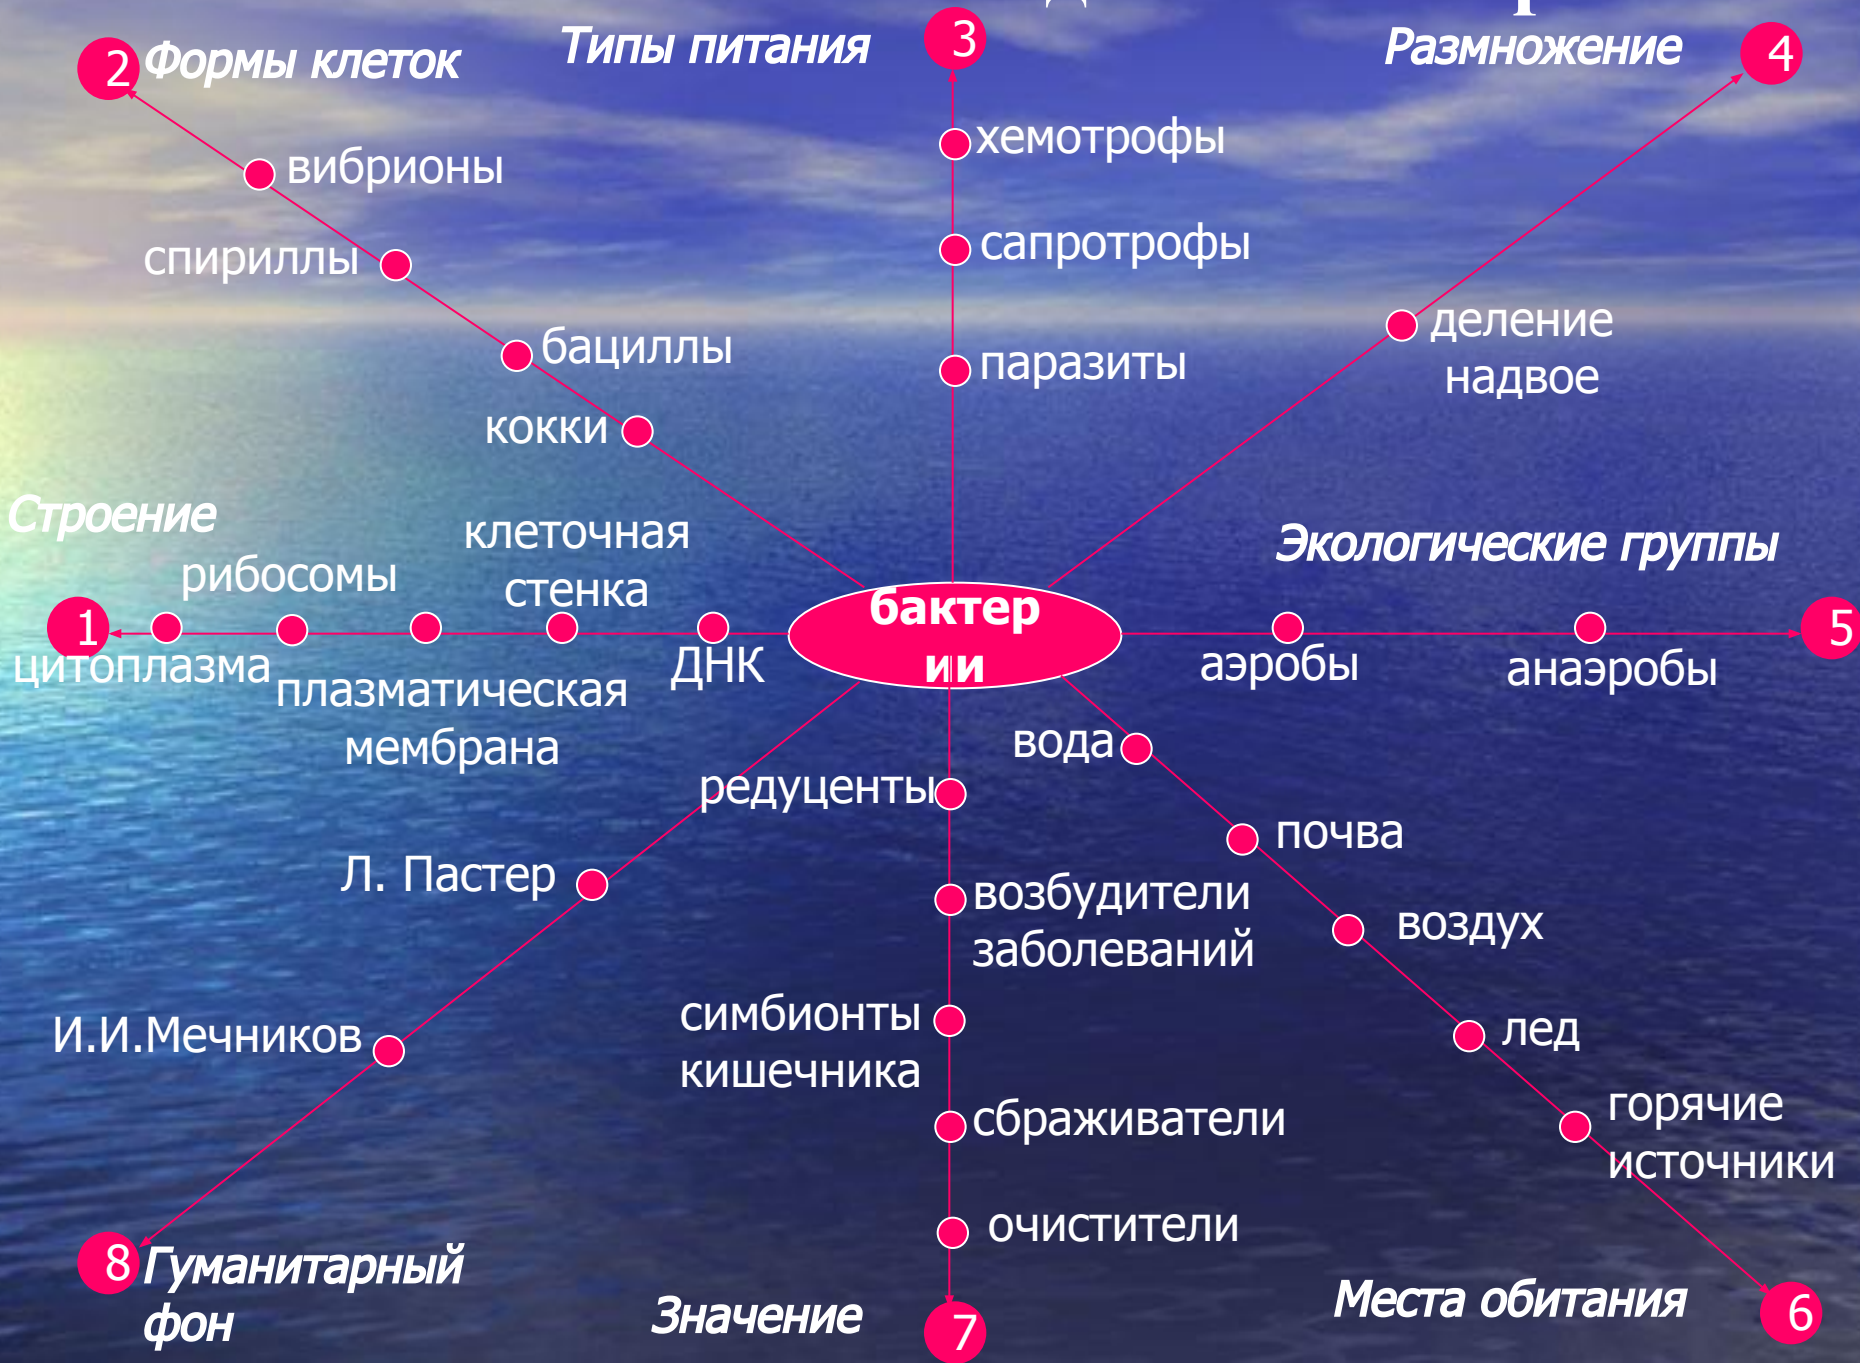 2
Формы клеток
Типы питания
3
Размножение
4
вибрионы
спириллы
бациллы
кокки
хемотрофы
сапротрофы
паразиты
деление
надвое
Строение
1
цитоплазма
рибосомы
плазматическая
мембрана
клеточная
стенка
ДНК
бактер
ии
Экологические группы
5
аэробы
анаэробы
вода
почва
воздух
лед
горячие
источники
Места обитания
6
редуценты
возбудители
заболеваний
симбионты
кишечника
сбраживатели
очистители
Значение
7
Л. Пастер
И.И.Мечников
8
Гуманитарный
фон